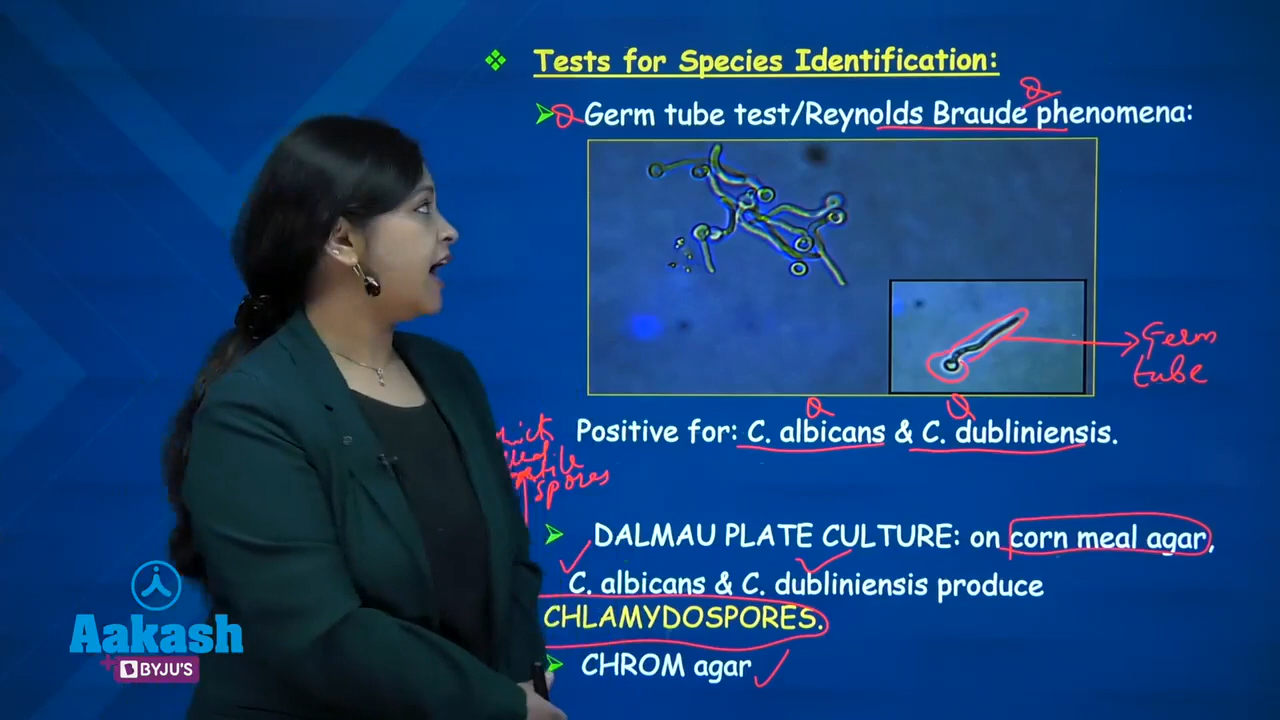 Tests for Species Identification:
Germ tube test/Reynolds Braude phenomena:
Germ
tube
Positive for: C. albicans & C. dubliniensis.
spores
DALMAU PLATE CULTURE: on corn meal agar,
C. albicans & C. dubliniensis produce
CHLAMYDOSPORES.
CHROM agar
Aakash
BYJU'S